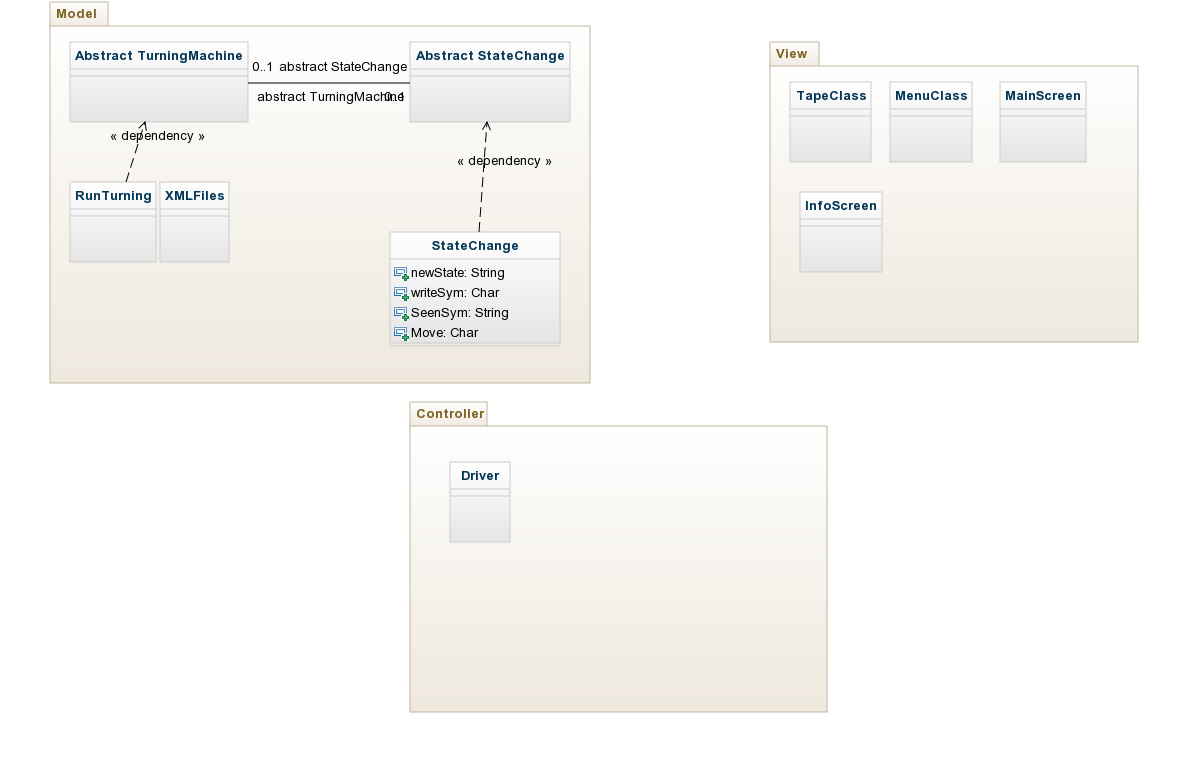 Model
Abstract TurningMachine
Abstract StateChange
0..1 abstract StateChange
abstract TurningMachine
0..1
« dependency »
« dependency »
RunTurning
XMLFiles
StateChange
newState: String
writeSym: Char
SeenSym: String
Move: Char
View
TapeClass
MenuClass
MainScreen
InfoScreen
Controller
Driver